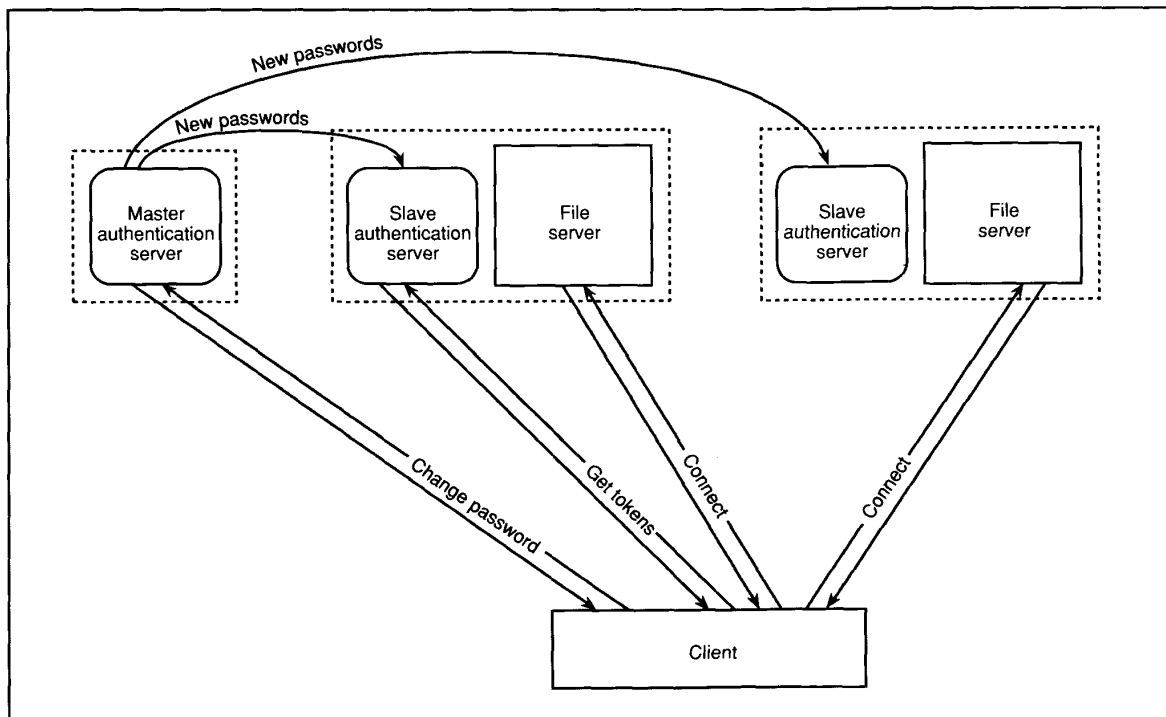 New passwords
New passwords
Master
authentication
server
Slave
authentication
server
File
server
Slave
authentication
server
File
server
Change password
Get tokens
Connect
Connect
Client